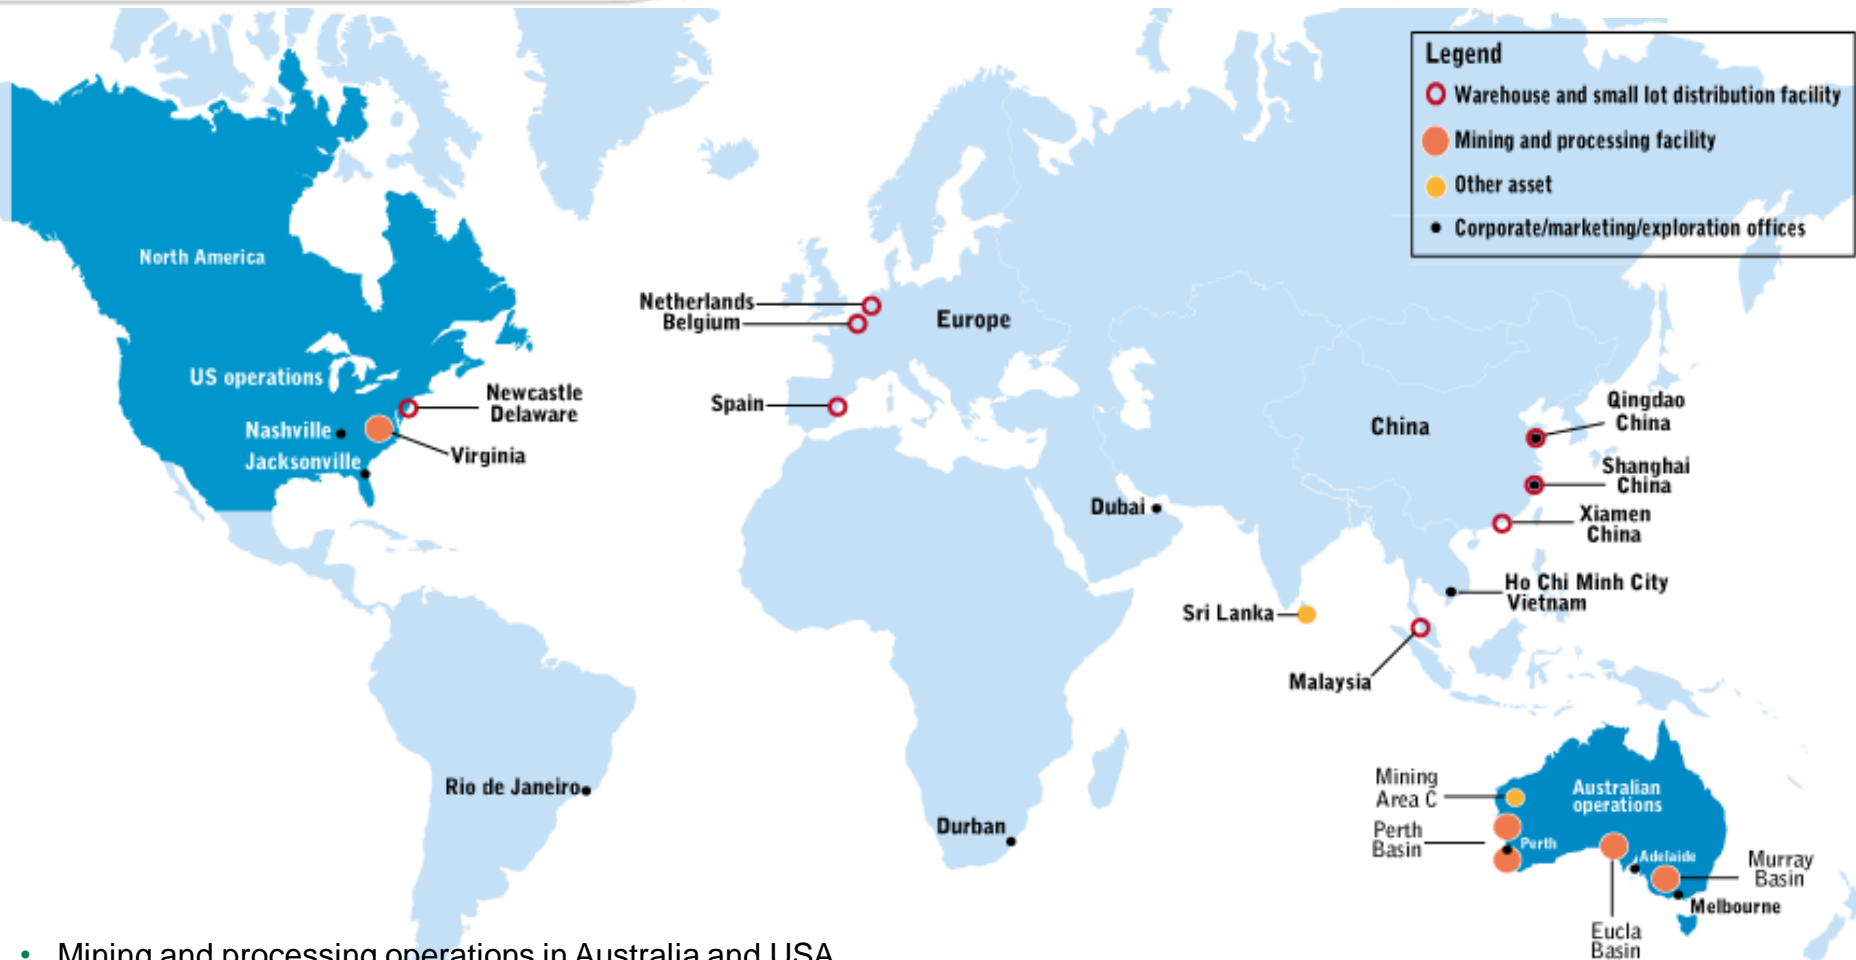 Legend
Warehouse and small lot distribution facility
Mining and processing facility
Other asset
Corporate/marketing/exploration offices
North America
US operations
Newcastle
Delaware
Nashville
Virginia
Jacksonville
Netherlands
Belgium
Europe
Spain
China
Qingdao
China
Shanghai
China
Xiamen
China
Dubai
Ho Chi Minh City
Vietnam
Sri Lanka
Malaysia
Rio de Janeiro
Durban
Mining
Area C
Australian
operations
Perth
Basin
Perth
Adelaide
Murray
Basin
Melbourne
Eucla
Basin
• Mining and processing operations in Australia and USA